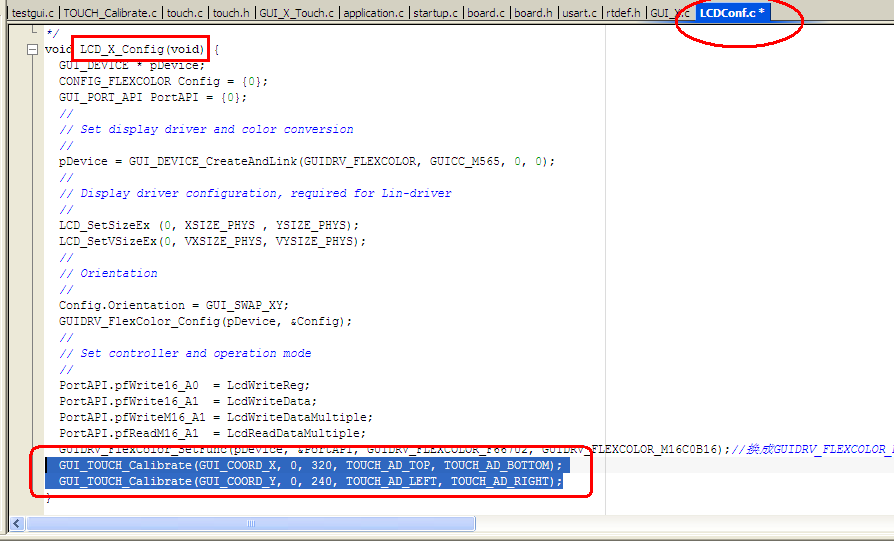 testgui.c TOUCH_Calibrate.c touch.c touch.h GUI_X_Touch.c application.c startup.c board.c board.h usart.c rtdef.h GUI_X.c LCDConf.c *
*/
void LCD_X_Config(void) {
GUI_DEVICE * pDevice;
CONFIG_FLEXCOLOR Config = {0};
GUI_PORT_API PortAPI = {0};
//
// Set display driver and color conversion
//
pDevice = GUI_DEVICE_CreateAndLink(GUIDRV_FLEXCOLOR, GUICC_M565, 0, 0);
//
// Display driver configuration, required for Lin-driver
//
LCD_SetSizeEx (0, XSIZE_PHYS , YSIZE_PHYS);
LCD_SetVSizeEx(0, VXSIZE_PHYS, VYSIZE_PHYS);
//
// Orientation
//
Config.Orientation = GUI_SWAP_XY;
GUIDRV_FlexColor_Config(pDevice, &Config);
//
// Set controller and operation mode
//
PortAPI.pfWrite16_A0 = LcdWriteReg;
PortAPI.pfWrite16_A1 = LcdWriteData;
PortAPI.pfWriteM16_A1 = LcdWriteDataMultiple;
PortAPI.pfReadM16_A1 = LcdReadDataMultiple;
GUIDRV_FlexColor_SetFunc(pDevice, &PortAPI, GUIDRV_FLEXCOLOR_F66702, GUIDRV_FLEXCOLOR_M16C0B16);//换成GUIDRV_FLEXCOLOR_
GUI_TOUCH_Calibrate(GUI_COORD_X, 0, 320, TOUCH_AD_TOP, TOUCH_AD_BOTTOM);
GUI_TOUCH_Calibrate(GUI_COORD_Y, 0, 240, TOUCH_AD_LEFT, TOUCH_AD_RIGHT);
}